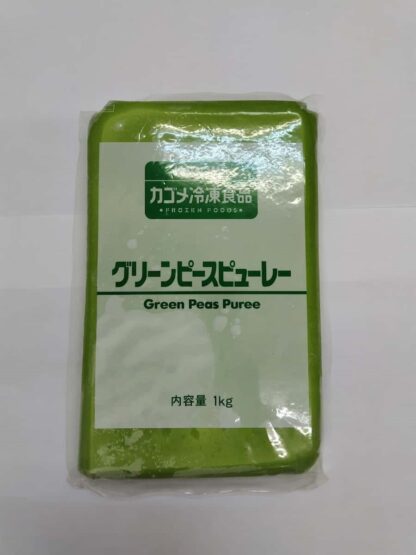 カゴメ冷凍食品
・FROZEN FOODS・
グリーンピースピューレー
Green Peas Puree
内容量 1kg